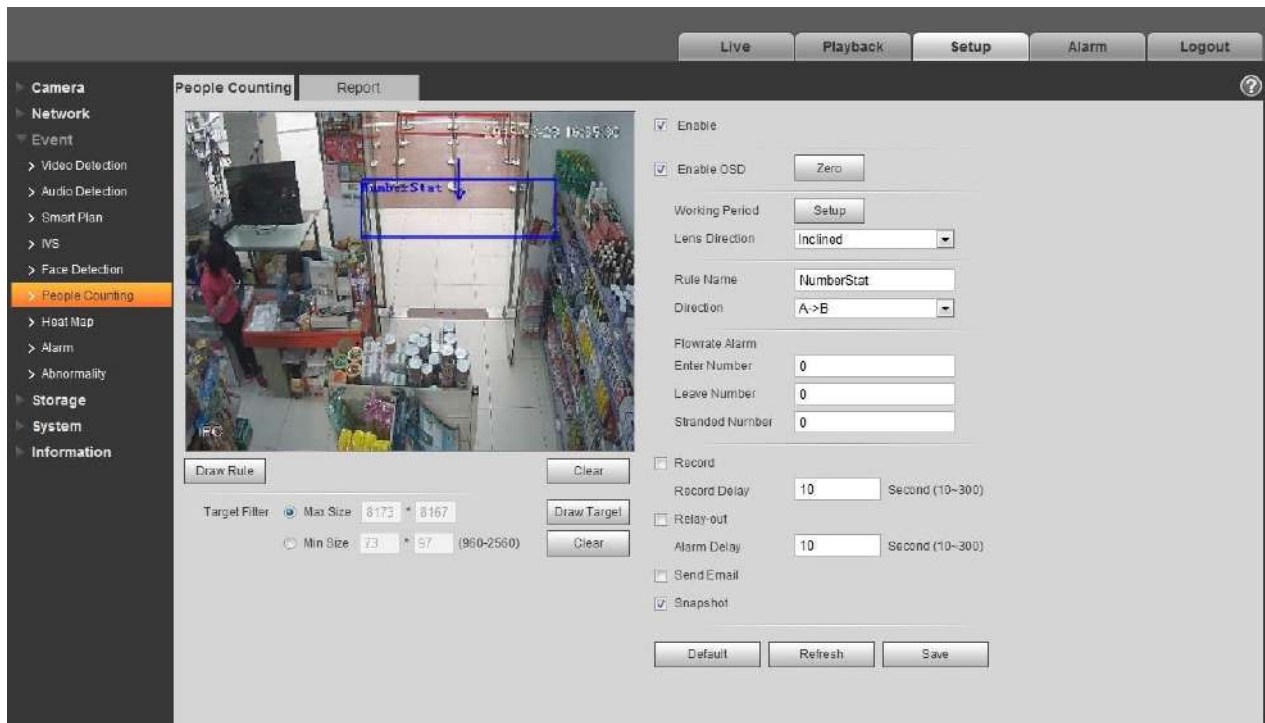 Live
Playback
Setup
Alarm
Logout
Camera
Network
Event
Video Detection
Audio Detection
Smart Plan
IVS
Face Detection
People Counting
Heat Map
Alarm
Abnormality
Storage
System
Information
People Counting
Report
NumberStat
IPC
Draw Rule
Clear
Target Filter Max Size 8173 * 8167 Draw Target
Min Size 73 * 97 (960-2560) Clear
Enable
Enable OSD Zero
Working Period Setup
Lens Direction Inclined
Rule Name NumberStat
Direction A->B
Flowrate Alarm
Enter Number 0
Leave Number 0
Stranded Number 0
Record
Record Delay 10 Second (10~300)
Relay-out
Alarm Delay 10 Second (10~300)
Send Email
Snapshot
Default Refresh Save